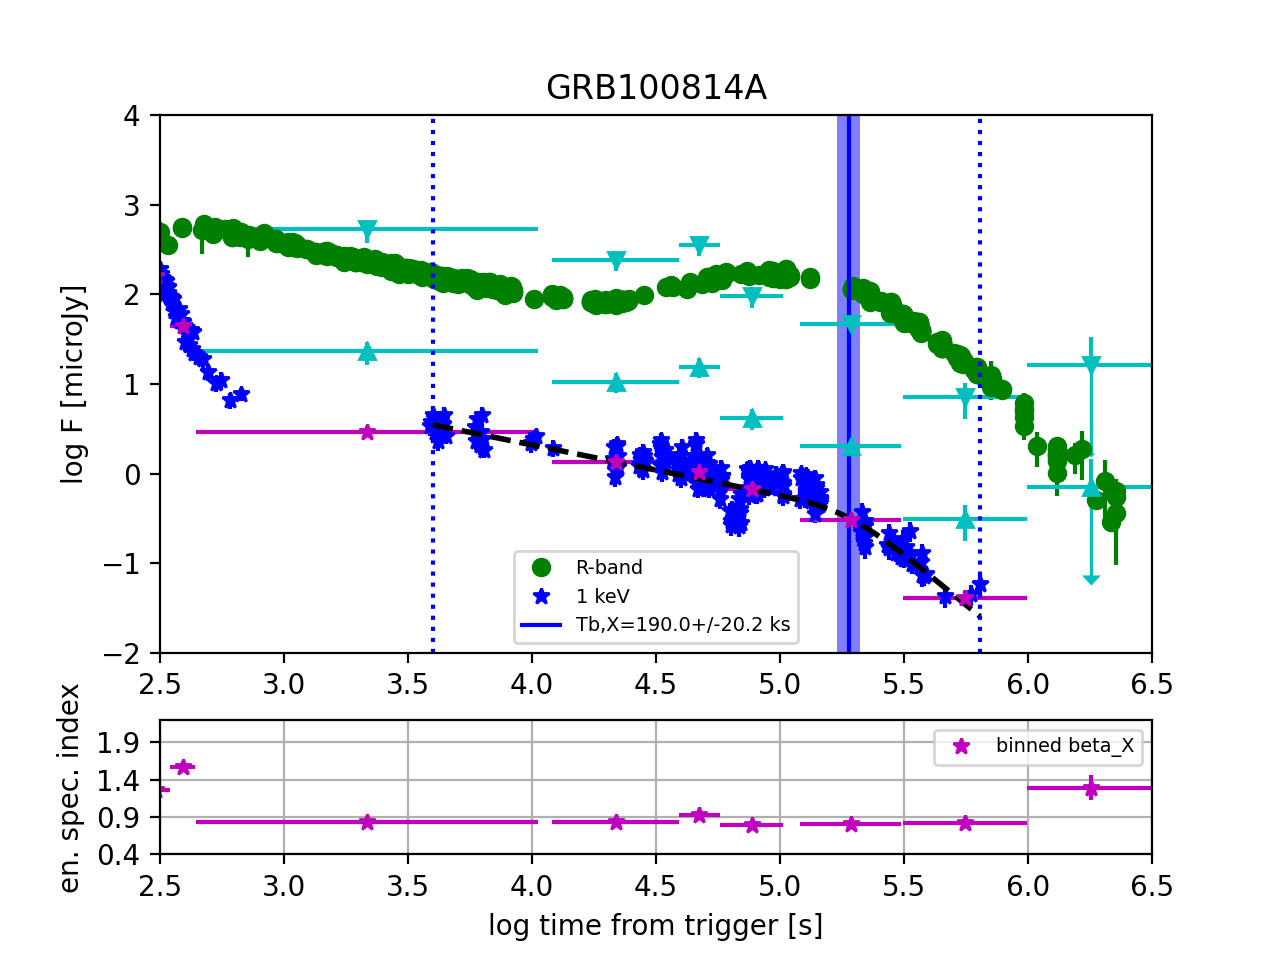 GRB100814A
4
3
2
1
0
−1
−2
log F [microJy]
R-band
1 keV
Tb,X=190.0+/-20.2 ks
2.5 3.0 3.5 4.0 4.5 5.0 5.5 6.0 6.5
1.9
1.4
0.9
0.4
en. spec. index
binned beta_X
2.5 3.0 3.5 4.0 4.5 5.0 5.5 6.0 6.5
log time from trigger [s]